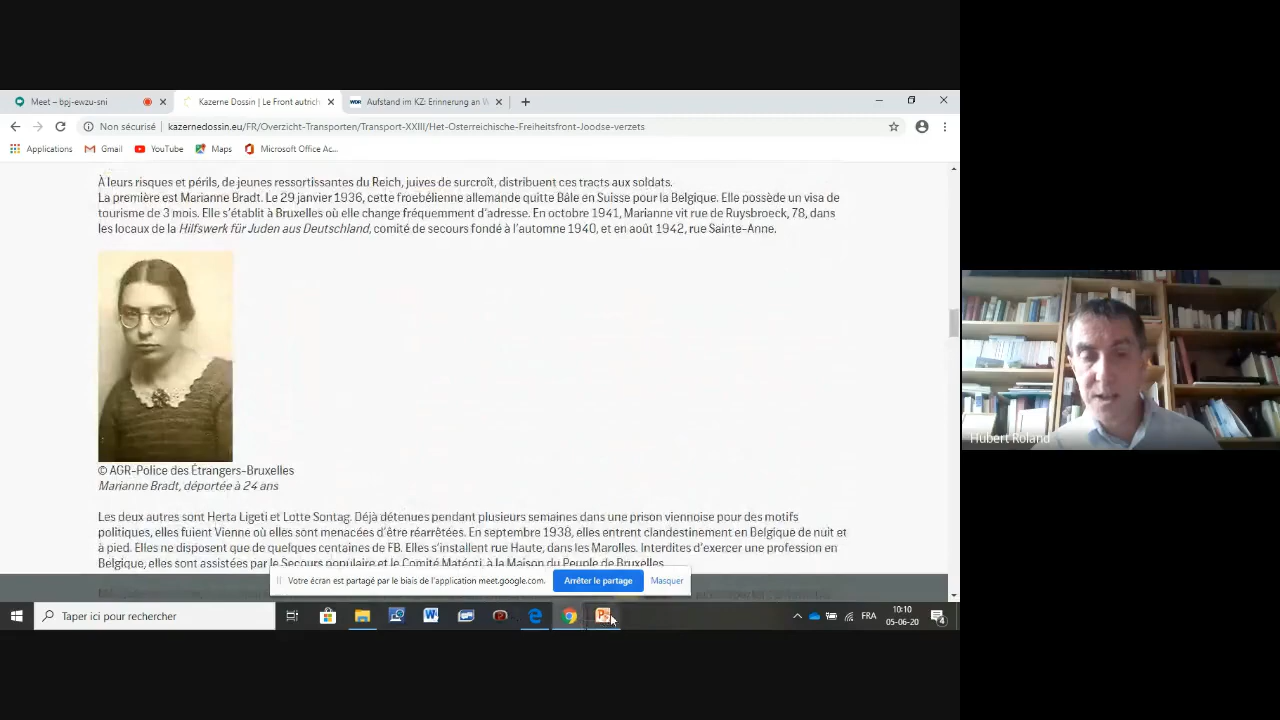 Meet – bpj-ewzu-sni
Kazerne Dossin | Le Front autrich
Aufstand im KZ: Erinnerung an W
Non sécurisé
kazernedossin.eu/FR/Overzicht-Transporten/Transport-XXIII/Het-Osterreichische-Freiheitsfront-Joodse-verzets
Applications
Gmail
YouTube
Maps
Microsoft Office Ac...
À leurs risques et périls, de jeunes ressortissantes du Reich, juives de surcroît, distribuent ces tracts aux soldats.
La première est Marianne Bradt. Le 29 janvier 1936, cette froebélienne allemande quitte Bâle en Suisse pour la Belgique. Elle possède un visa de
tourisme de 3 mois. Elle s'établit à Bruxelles où elle change fréquemment d'adresse. En octobre 1941, Marianne vit rue de Ruysbroeck, 78, dans
les locaux de la Hilfswerk für Juden aus Deutschland, comité de secours fondé à l'automne 1940, et en août 1942, rue Sainte-Anne.
© AGR-Police des Étrangers-Bruxelles
Marianne Bradt, déportée à 24 ans
Les deux autres sont Herta Ligeti et Lotte Sontag. Déjà détenues pendant plusieurs semaines dans une prison viennoise pour des motifs
politiques, elles fuient Vienne où elles sont menacées d'être réarrêtées. En septembre 1938, elles entrent clandestinement en Belgique de nuit et
à pied. Elles ne disposent que de quelques centaines de FB. Elles s'installent rue Haute, dans les Marolles. Interdites d'exercer une profession en
Belgique, elles sont assistées par le Secours populaire et le Comité Matéoti, à la Maison du Peuple de Bruxelles.
Votre écran est partagé par le biais de l'application meet.google.com.
Arrêter le partage
Masquer
Hubert Roland
Taper ici pour rechercher
FRA
10:10
05-06-20
4